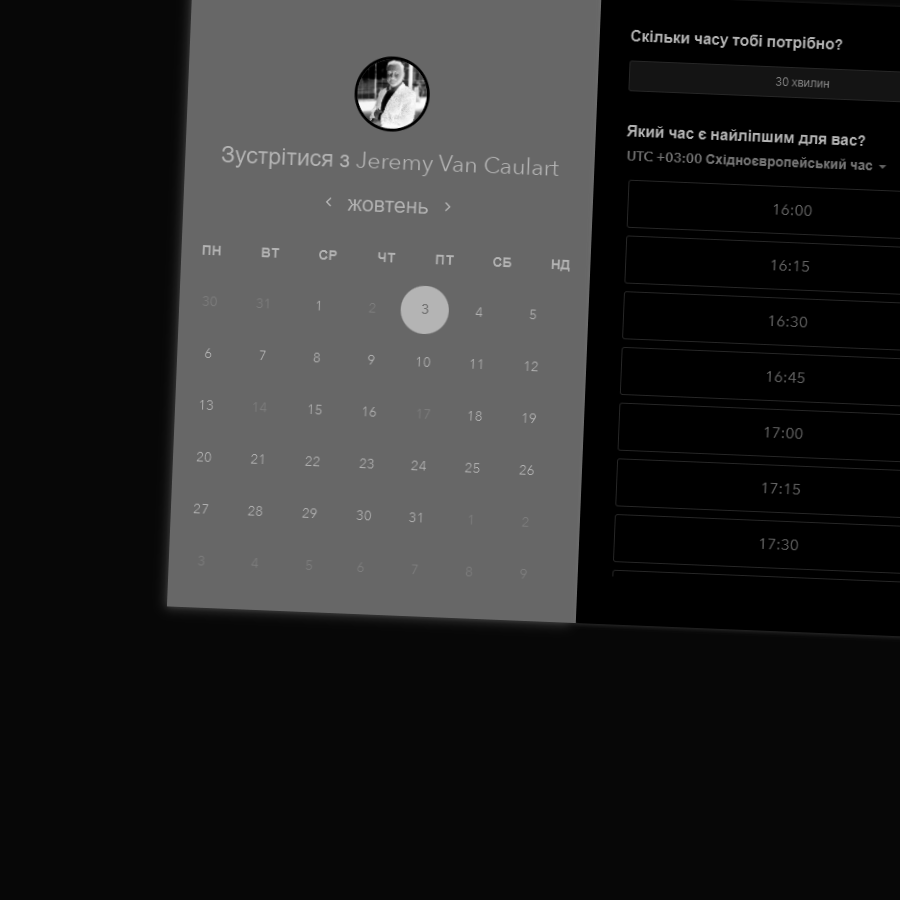 Зустрітися з Jeremy Van Caulart
‹ жовтень ›
ПН ВТ СР ЧТ ПТ СБ НД
30 31 1 2 3 4 5
6 7 8 9 10 11 12
13 14 15 16 17 18 19
20 21 22 23 24 25 26
27 28 29 30 31 1 2
3 4 5 6 7 8 9
Скільки часу тобі потрібно?
30 хвилин
Який час є найліпшим для вас?
UTC +03:00 Східноєвропейський час
16:00
16:15
16:30
16:45
17:00
17:15
17:30